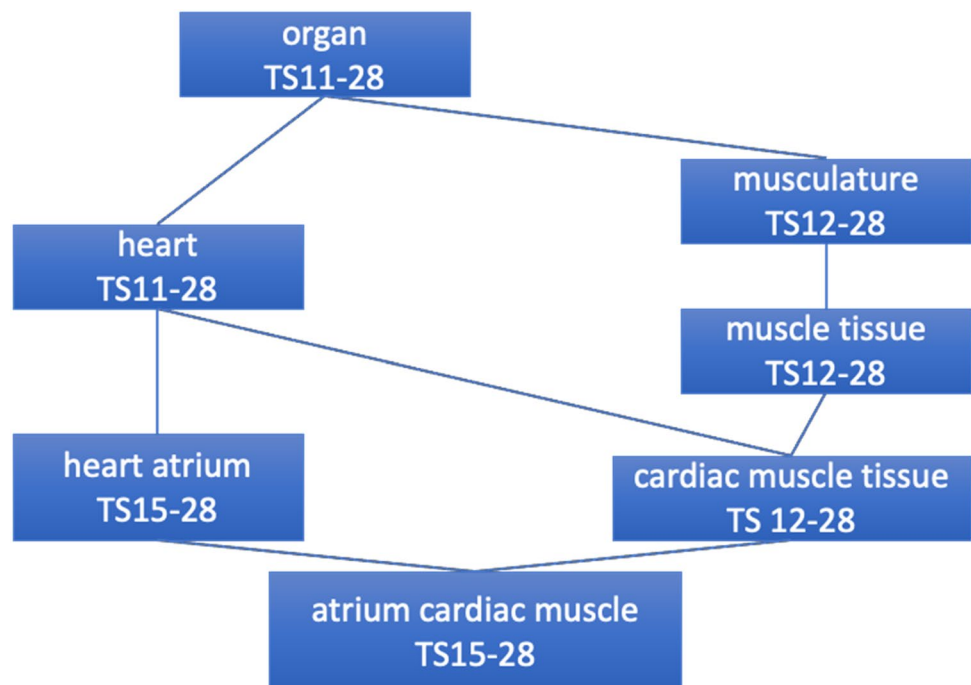 organ
TS11-28
musculature
TS12-28
heart
TS11-28
muscle tissue
TS12-28
heart atrium
TS15-28
cardiac muscle tissue
TS 12-28
atrium cardiac muscle
TS15-28